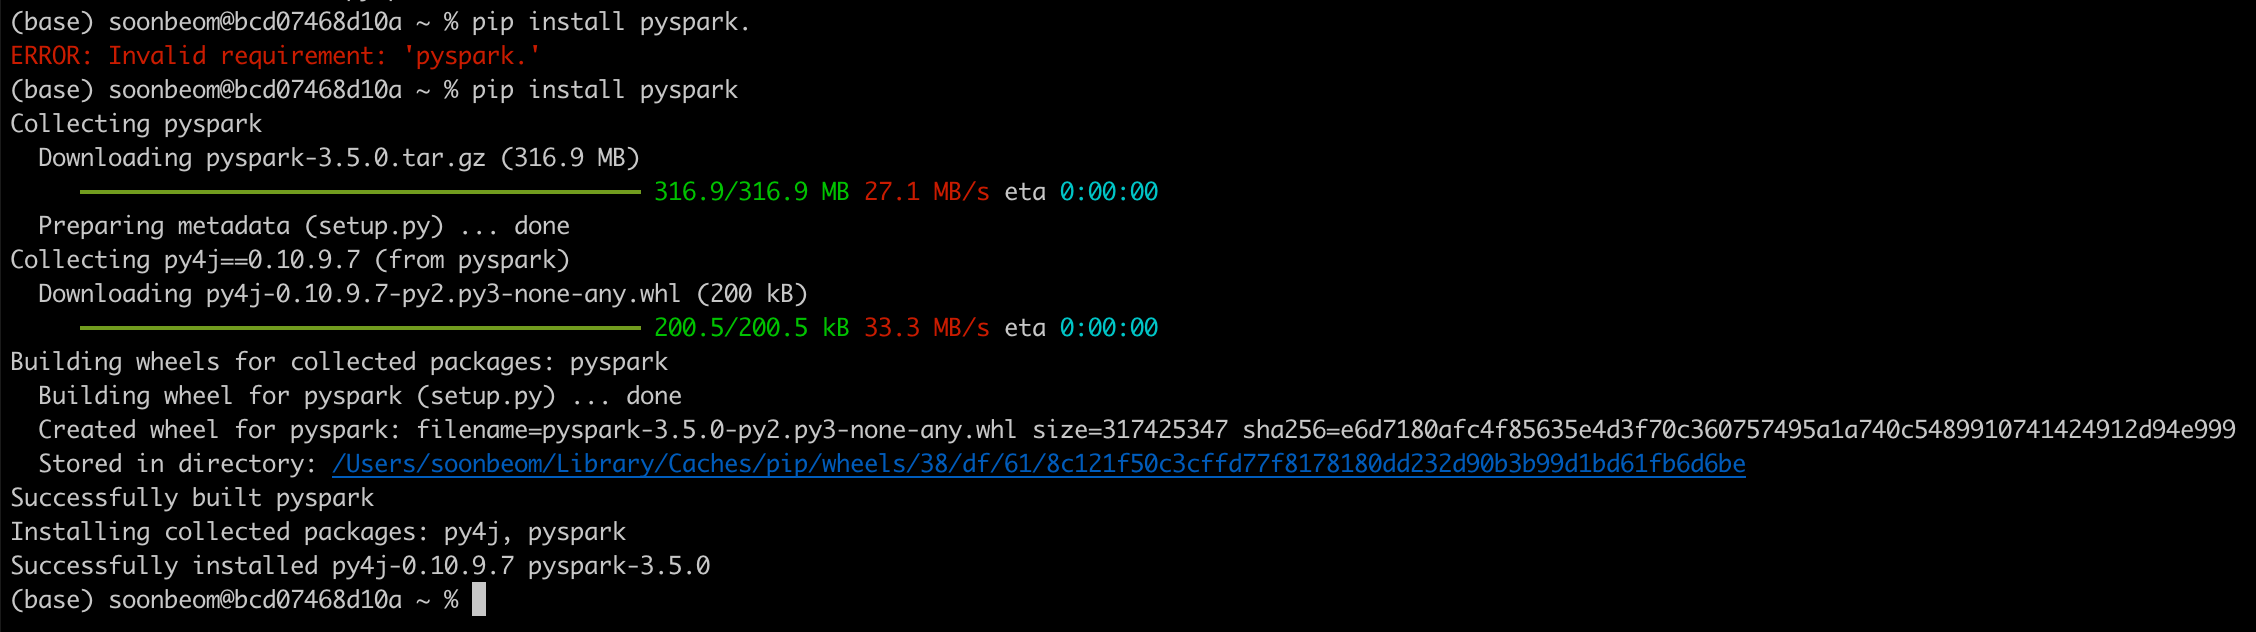 (base) soonbeom@bcd07468d10a ~ % pip install pyspark.
ERROR: Invalid requirement: 'pyspark.'
(base) soonbeom@bcd07468d10a ~ % pip install pyspark
Collecting pyspark
  Downloading pyspark-3.5.0.tar.gz (316.9 MB)
316.9/316.9 MB 27.1 MB/s eta 0:00:00
  Preparing metadata (setup.py) ... done
Collecting py4j==0.10.9.7 (from pyspark)
  Downloading py4j-0.10.9.7-py2.py3-none-any.whl (200 kB)
200.5/200.5 kB 33.3 MB/s eta 0:00:00
Building wheels for collected packages: pyspark
  Building wheel for pyspark (setup.py) ... done
  Created wheel for pyspark: filename=pyspark-3.5.0-py2.py3-none-any.whl size=317425347 sha256=e6d7180afc4f85635e4d3f70c360757495a1a740c5489910741424912d94e999
  Stored in directory: /Users/soonbeom/Library/Caches/pip/wheels/38/df/61/8c121f50c3cffd77f8178180dd232d90b3b99d1bd61fb6d6be
Successfully built pyspark
Installing collected packages: py4j, pyspark
Successfully installed py4j-0.10.9.7 pyspark-3.5.0
(base) soonbeom@bcd07468d10a ~ %